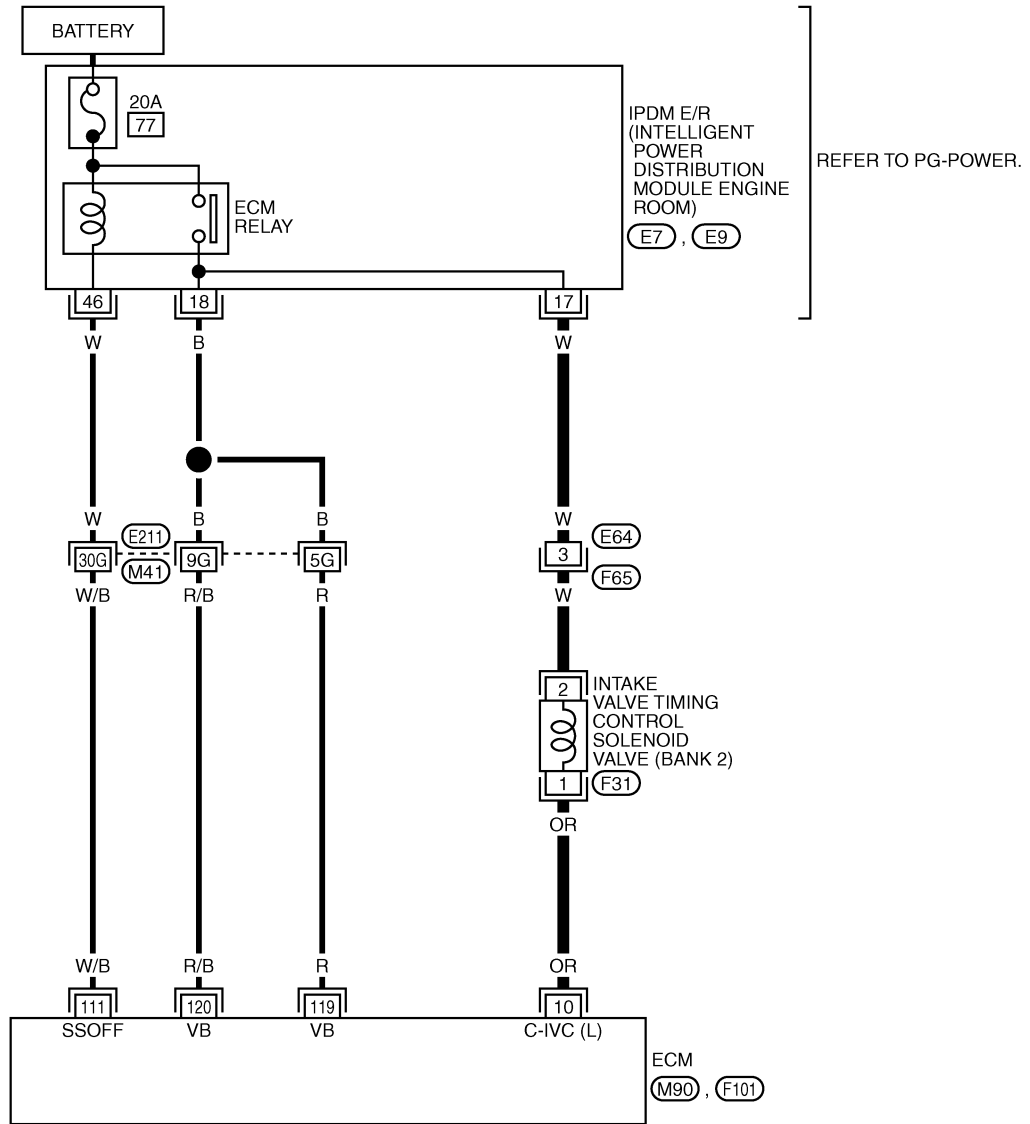 BATTERY
20A
77
IPDM E/R
(INTELLIGENT
POWER
DISTRIBUTION
MODULE ENGINE
ROOM)
E7 , E9
REFER TO PG-POWER.
ECM
RELAY
46 18 17
W B W
W B B W
E211
M41
30G 9G 5G 3
E64
F65
W/B R/B R W
2
INTAKE
VALVE TIMING
CONTROL
SOLENOID
VALVE (BANK 2)
1 F31
OR
W/B R/B R OR
111 120 119 10
SSOFF VB VB C-IVC (L)
ECM
M90 , F101